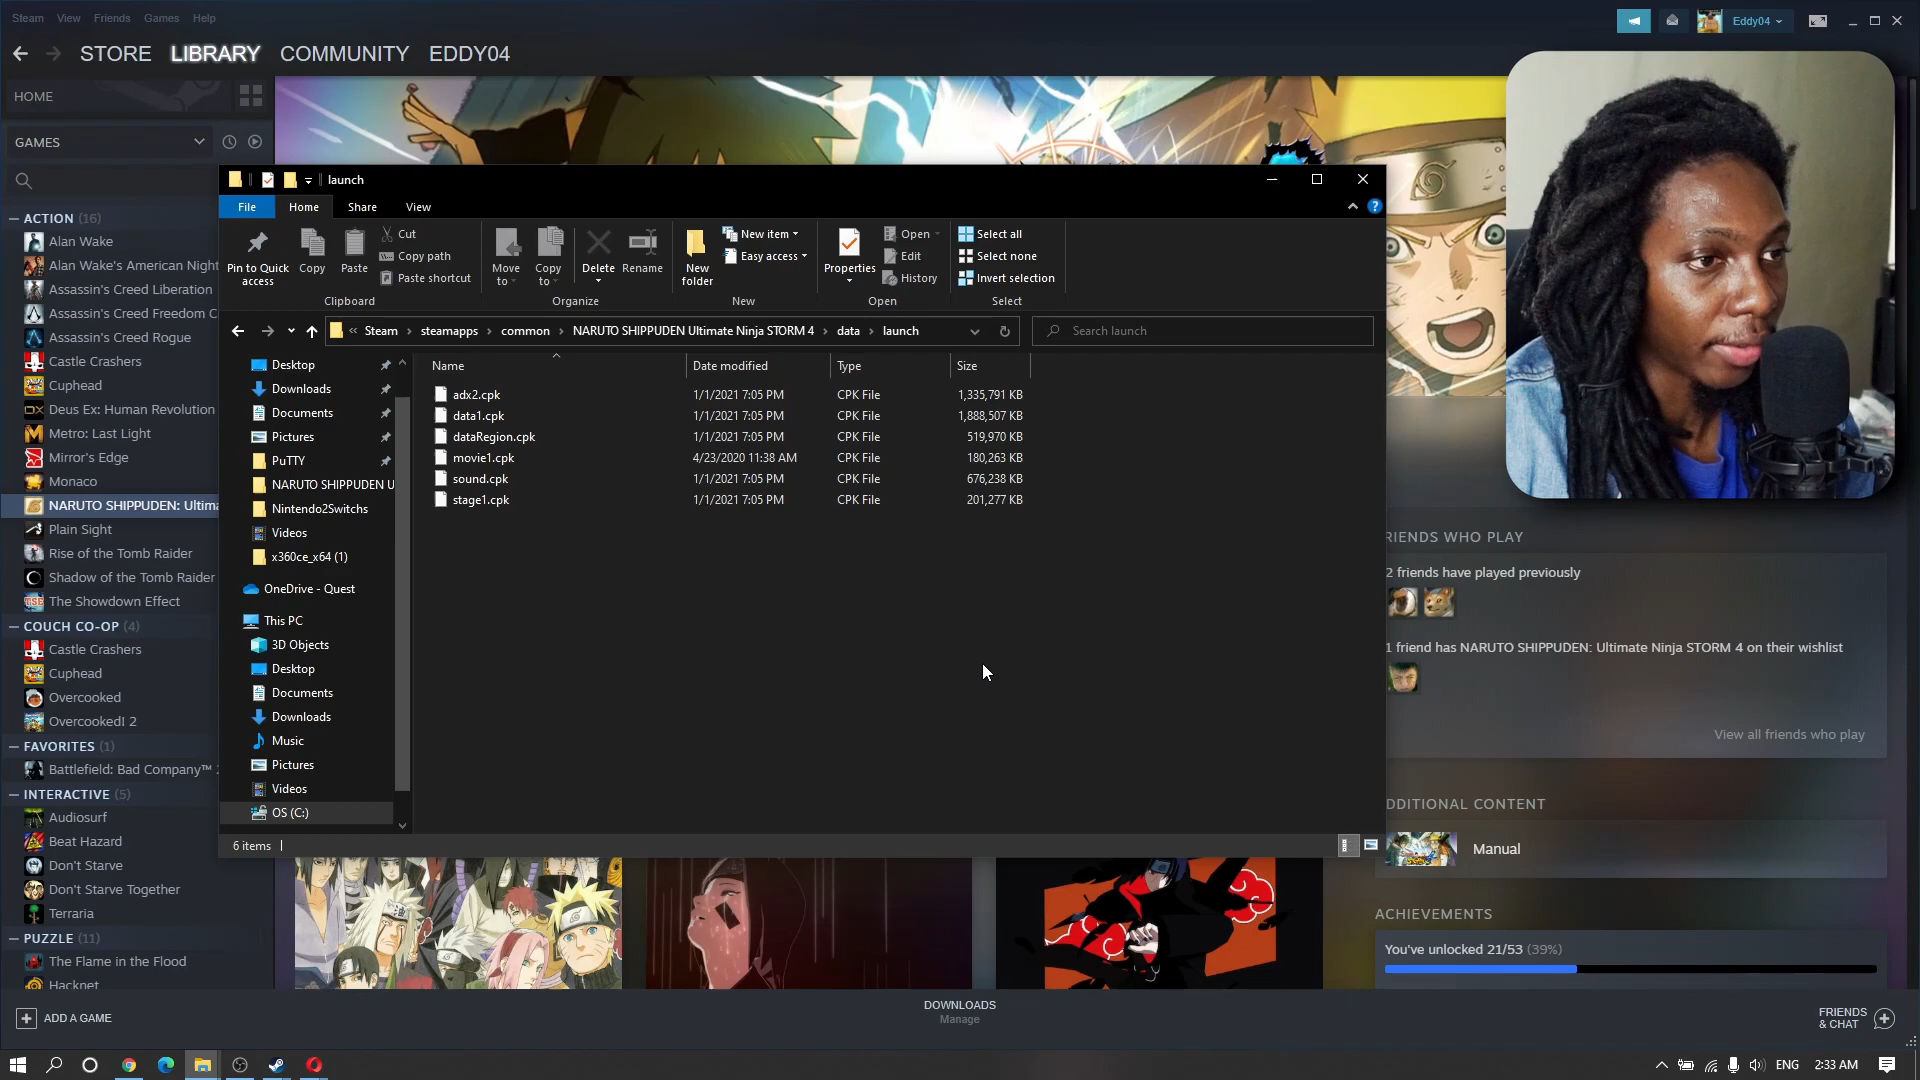 Steam View Friends Games Help
Eddy04
STORE LIBRARY COMMUNITY EDDY04
HOME
GAMES
ACTION (16)
Alan Wake
Alan Wake's American Night
Assassin's Creed Liberation
Assassin's Creed Freedom C
Assassin's Creed Rogue
Castle Crashers
Cuphead
Deus Ex: Human Revolution
Metro: Last Light
Mirror's Edge
Monaco
NARUTO SHIPPUDEN: Ultima
Plain Sight
Rise of the Tomb Raider
Shadow of the Tomb Raider
The Showdown Effect
COUCH CO-OP (4)
Castle Crashers
Cuphead
Overcooked
Overcooked! 2
FAVORITES (1)
Battlefield: Bad Company™ 2
INTERACTIVE (5)
Audiosurf
Beat Hazard
Don't Starve
Don't Starve Together
Terraria
PUZZLE (11)
The Flame in the Flood
Hacknet
ADD A GAME
launch
File Home Share View
Pin to Quick access
Copy
Paste
Cut
Copy path
Paste shortcut
Clipboard
Move to
Copy to
Delete
Rename
Organize
New folder
New item
Easy access
New
Properties
Open
Edit
History
Open
Select all
Select none
Invert selection
Select
« Steam › steamapps › common › NARUTO SHIPPUDEN Ultimate Ninja STORM 4 › data › launch
Search launch
Desktop
Downloads
Documents
Pictures
PuTTY
NARUTO SHIPPUDEN U
Nintendo2Switchs
Videos
x360ce_x64 (1)
OneDrive - Quest
This PC
3D Objects
Desktop
Documents
Downloads
Music
Pictures
Videos
OS (C:)
Name Date modified Type Size
adx2.cpk 1/1/2021 7:05 PM CPK File 1,335,791 KB
data1.cpk 1/1/2021 7:05 PM CPK File 1,888,507 KB
dataRegion.cpk 1/1/2021 7:05 PM CPK File 519,970 KB
movie1.cpk 4/23/2020 11:38 AM CPK File 180,263 KB
sound.cpk 1/1/2021 7:05 PM CPK File 676,238 KB
stage1.cpk 1/1/2021 7:05 PM CPK File 201,277 KB
6 items
RIENDS WHO PLAY
2 friends have played previously
1 friend has NARUTO SHIPPUDEN: Ultimate Ninja STORM 4 on their wishlist
View all friends who play
DDITIONAL CONTENT
Manual
ACHIEVEMENTS
You've unlocked 21/53 (39%)
DOWNLOADS
Manage
FRIENDS
& CHAT
ENG 2:33 AM